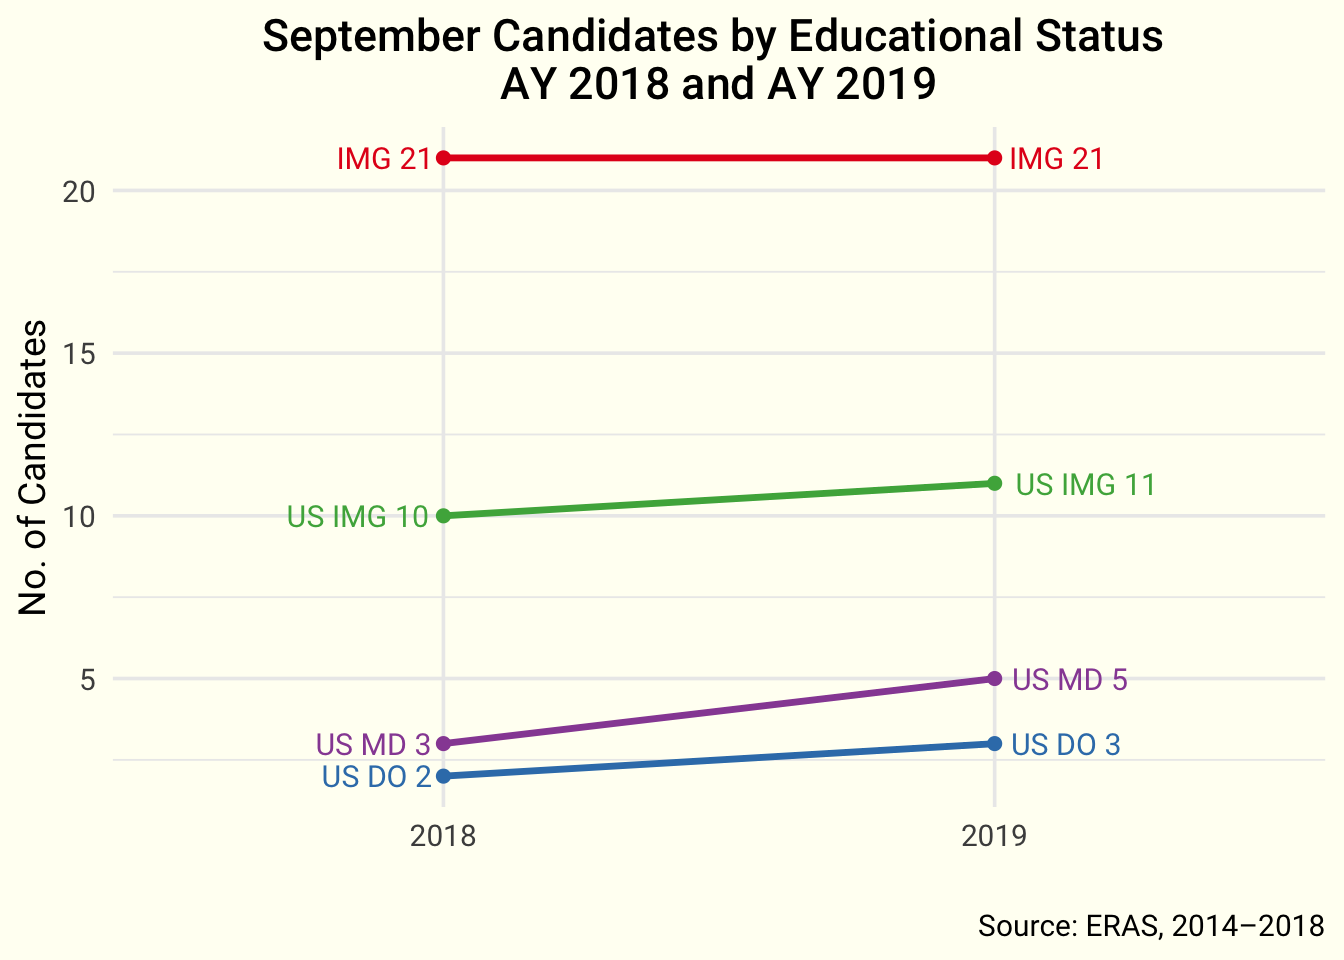 September Candidates by Educational Status
AY 2018 and AY 2019
No. of Candidates
20
15
10
5
IMG 21
IMG 21
US IMG 10
US IMG 11
US MD 3
US MD 5
US DO 2
US DO 3
2018
2019
Source: ERAS, 2014–2018